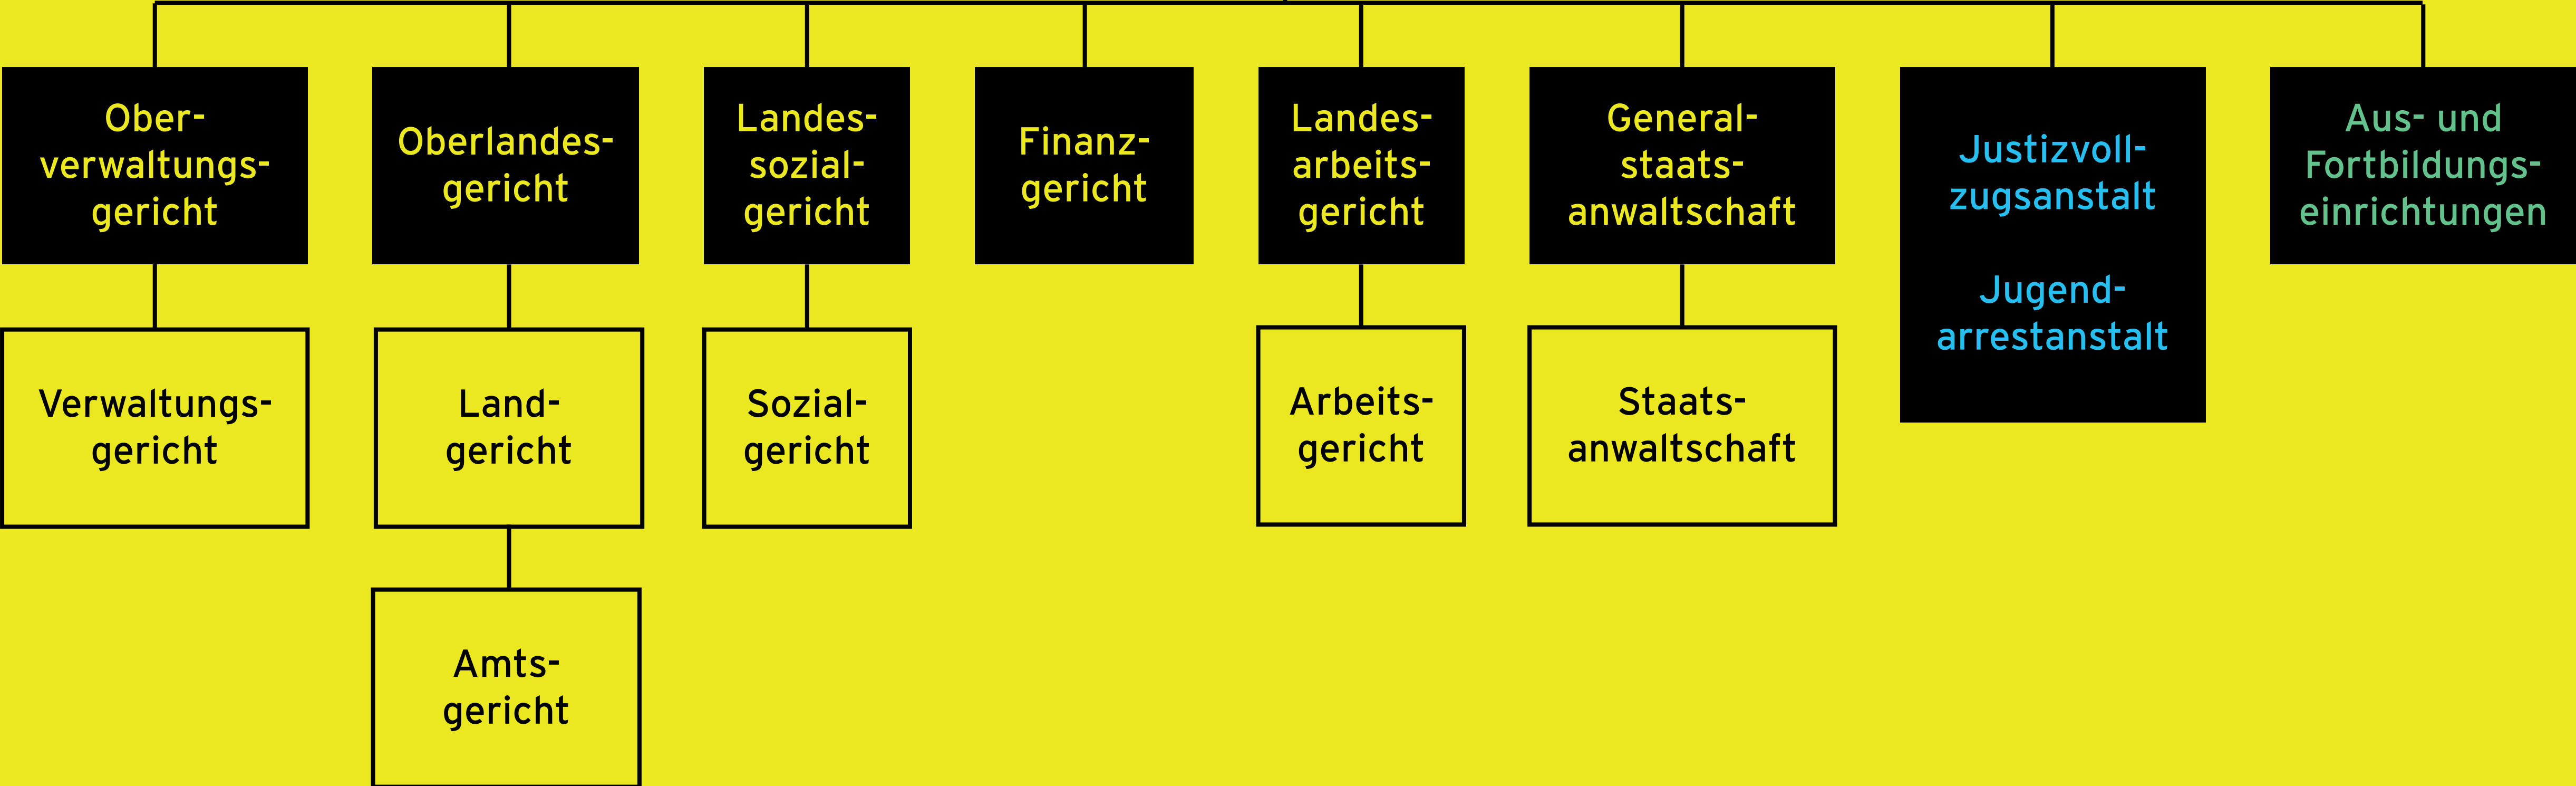 Ober-
verwaltungs-
gericht
Oberlandes-
gericht
Landes-
sozial-
gericht
Finanz-
gericht
Landes-
arbeits-
gericht
General-
staats-
anwaltschaft
Justizvoll-
zugsanstalt
Jugend-
arrestanstalt
Aus- und
Fortbildungs-
einrichtungen
Verwaltungs-
gericht
Land-
gericht
Sozial-
gericht
Arbeits-
gericht
Staats-
anwaltschaft
Amts-
gericht